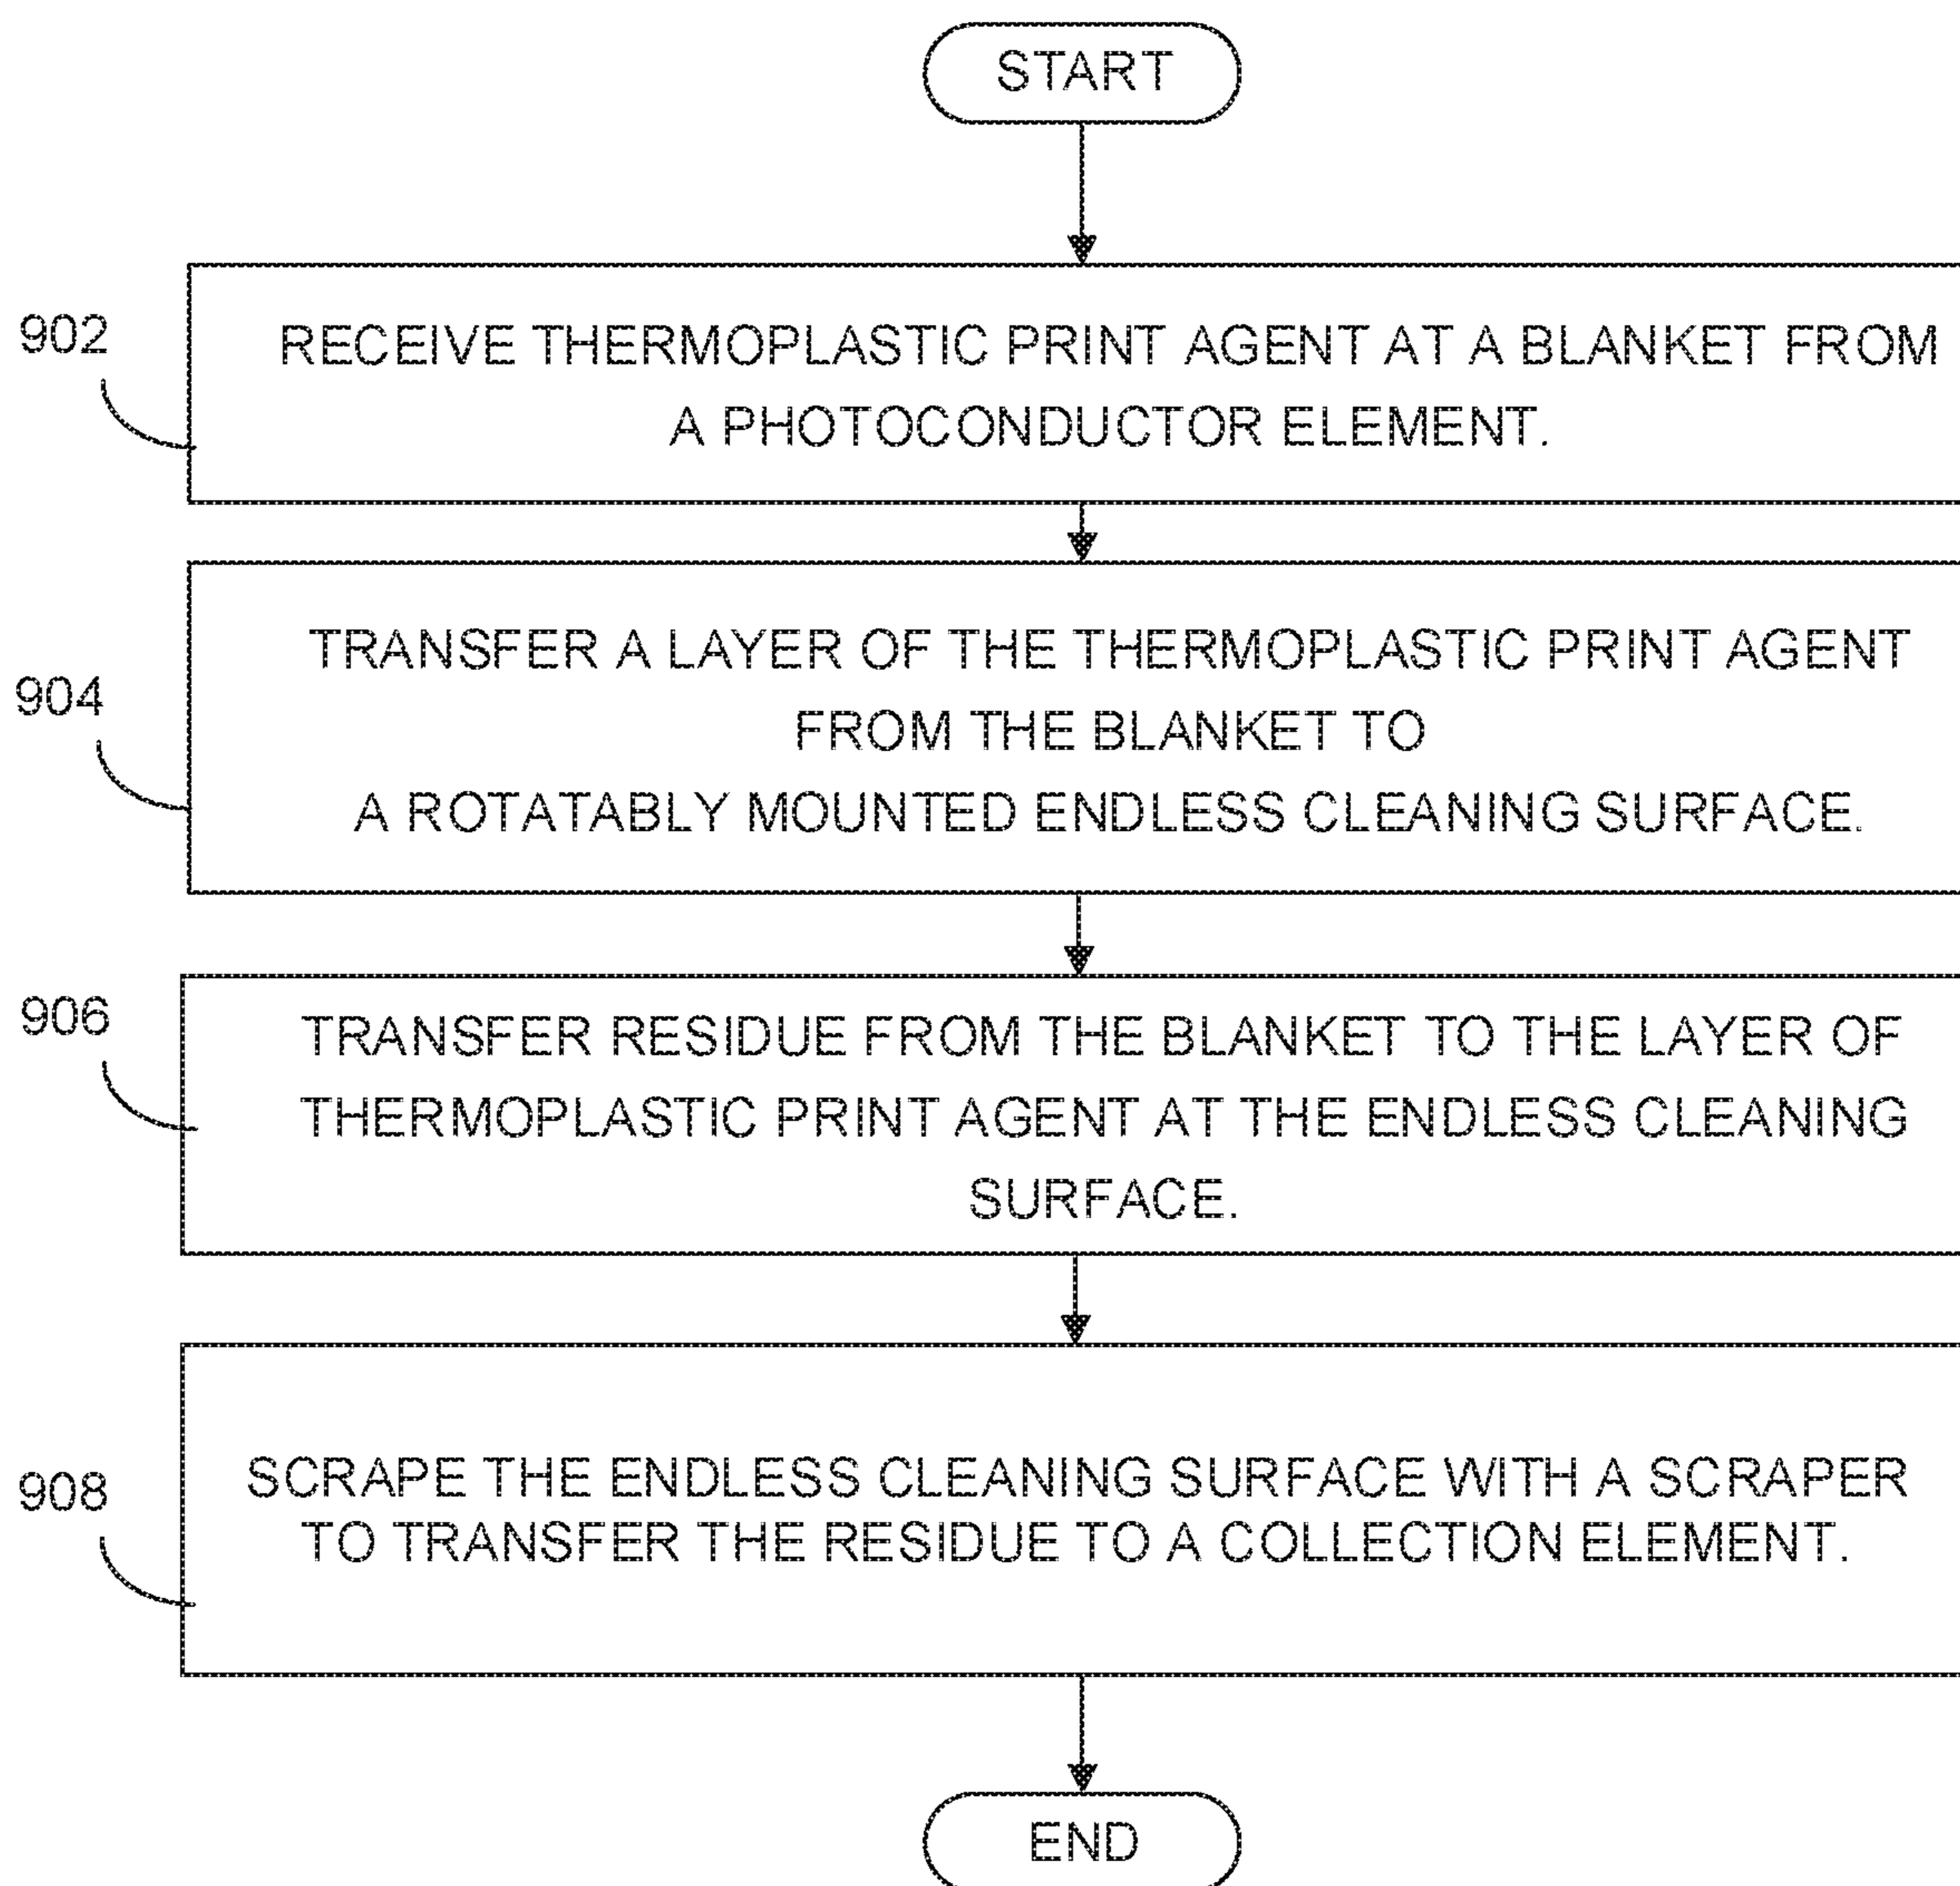 START
902
RECEIVE THERMOPLASTIC PRINT AGENT AT A BLANKET FROM
A PHOTOCONDUCTOR ELEMENT.
904
TRANSFER A LAYER OF THE THERMOPLASTIC PRINT AGENT
FROM THE BLANKET TO
A ROTATABLY MOUNTED ENDLESS CLEANING SURFACE.
906
TRANSFER RESIDUE FROM THE BLANKET TO THE LAYER OF
THERMOPLASTIC PRINT AGENT AT THE ENDLESS CLEANING
SURFACE.
908
SCRAPE THE ENDLESS CLEANING SURFACE WITH A SCRAPER
TO TRANSFER THE RESIDUE TO A COLLECTION ELEMENT.
END